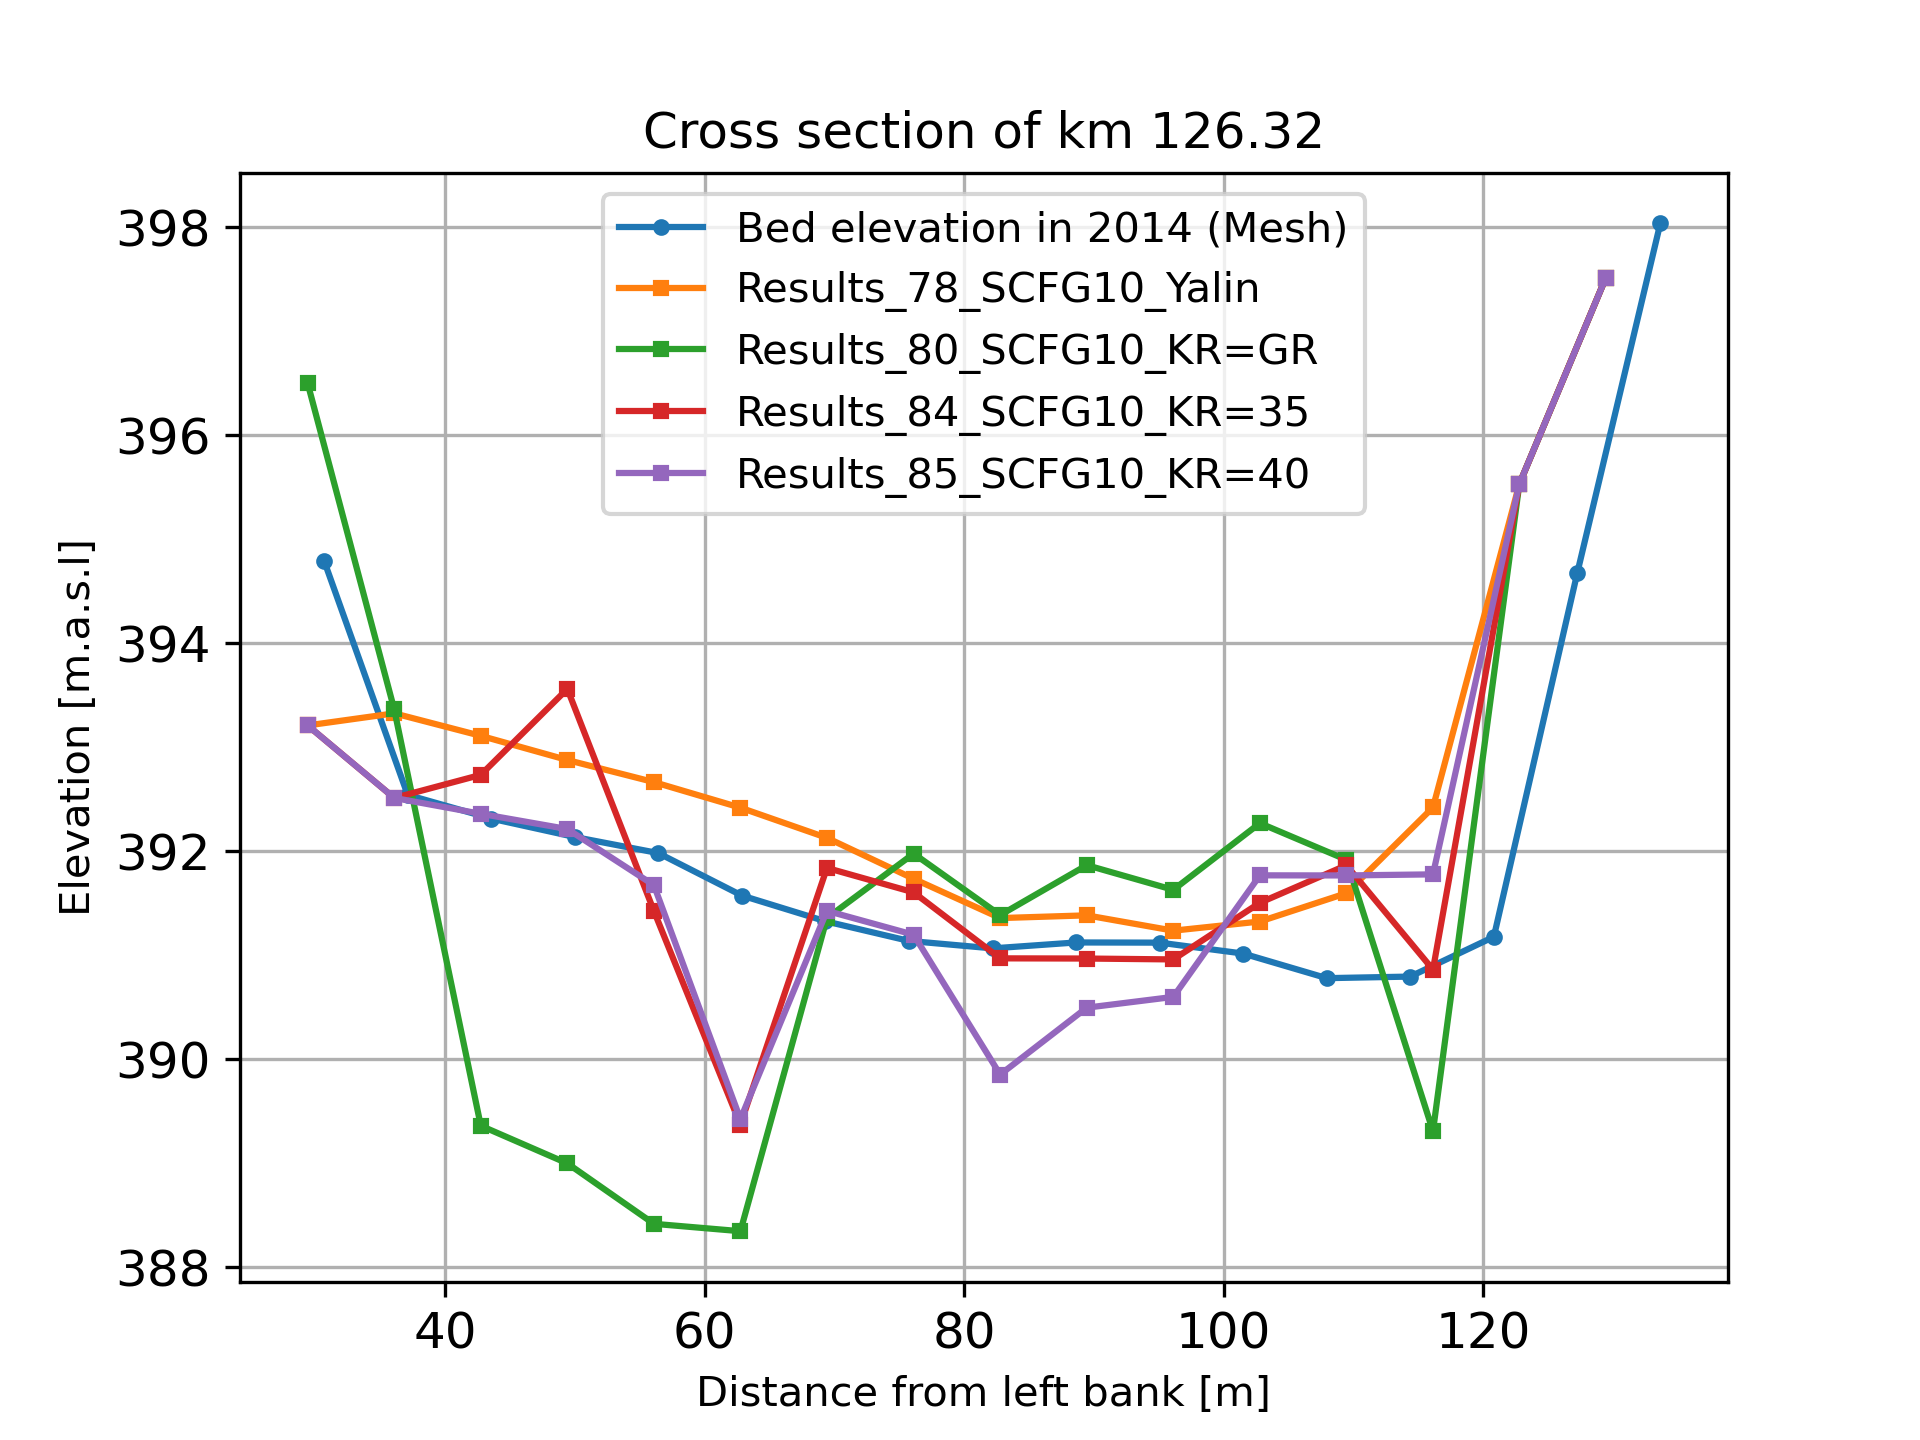 Cross section of km 126.32
398
396
394
392
390
388
Elevation [m.a.s.l]
Bed elevation in 2014 (Mesh)
Results_78_SCFG10_Yalin
Results_80_SCFG10_KR=GR
Results_84_SCFG10_KR=35
Results_85_SCFG10_KR=40
40 60 80 100 120
Distance from left bank [m]